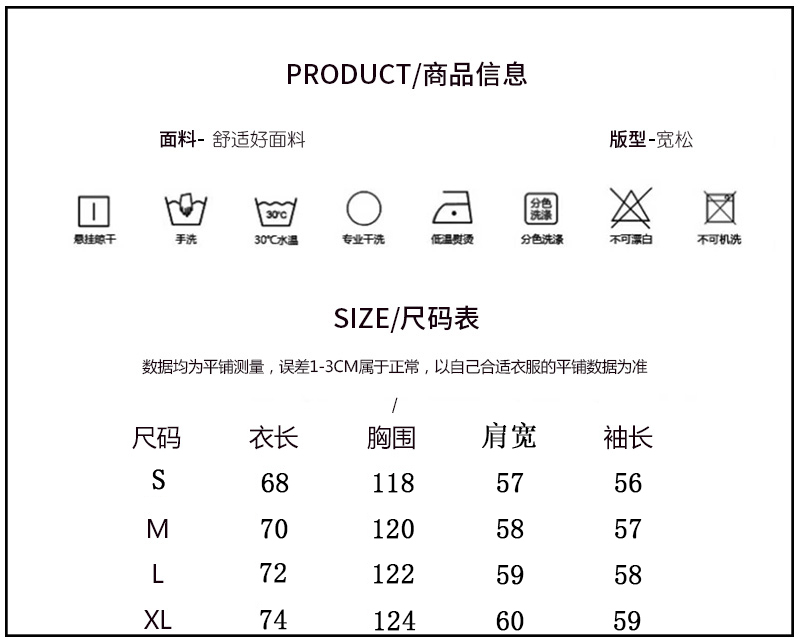 PRODUCT/商品信息
面料- 舒适好面料 版型-宽松
30℃ 分色洗涤
悬挂晾干 手洗 30℃水温 专业干洗 低温熨烫 分色洗涤 不可漂白 不可机洗
SIZE/尺码表
数据均为平铺测量，误差1-3CM属于正常，以自己合适衣服的平铺数据为准
/
尺码 衣长 胸围 肩宽 袖长
S 68 118 57 56
M 70 120 58 57
L 72 122 59 58
XL 74 124 60 59